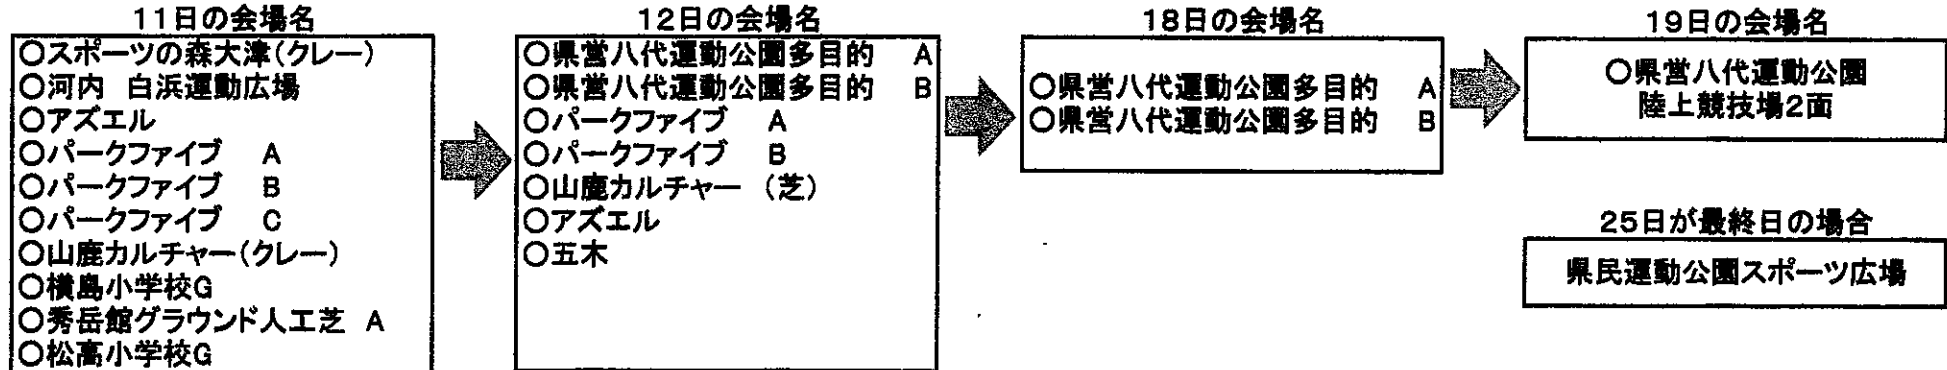 11日の会場名
○スポーツの森大津(クレー)
○河内 白浜運動広場
○アズエル
○パークファイブ A
○パークファイブ B
○パークファイブ C
○山鹿カルチャー(クレー)
○横島小学校G
○秀岳館グラウンド人工芝 A
○松高小学校G
12日の会場名
○県営八代運動公園多目的 A
○県営八代運動公園多目的 B
○パークファイブ A
○パークファイブ B
○山鹿カルチャー (芝)
○アズエル
○五木
18日の会場名
○県営八代運動公園多目的 A
○県営八代運動公園多目的 B
19日の会場名
○県営八代運動公園
陸上競技場2面
25日が最終日の場合
県民運動公園スポーツ広場